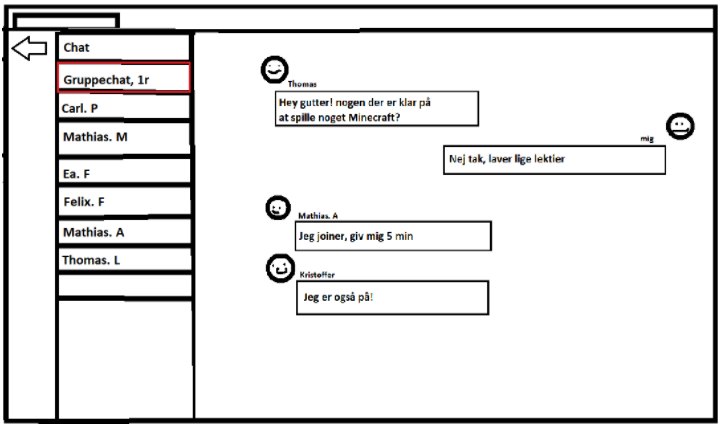 Chat
Gruppechat, 1r
Carl. P
Mathias. M
Ea. F
Felix. F
Mathias. A
Thomas. L
Thomas
Hey gutter! nogen der er klar på
at spille noget Minecraft?
mig
Nej tak, laver lige lektier
Mathias. A
Jeg joiner, giv mig 5 min
Kristoffer
Jeg er også på!